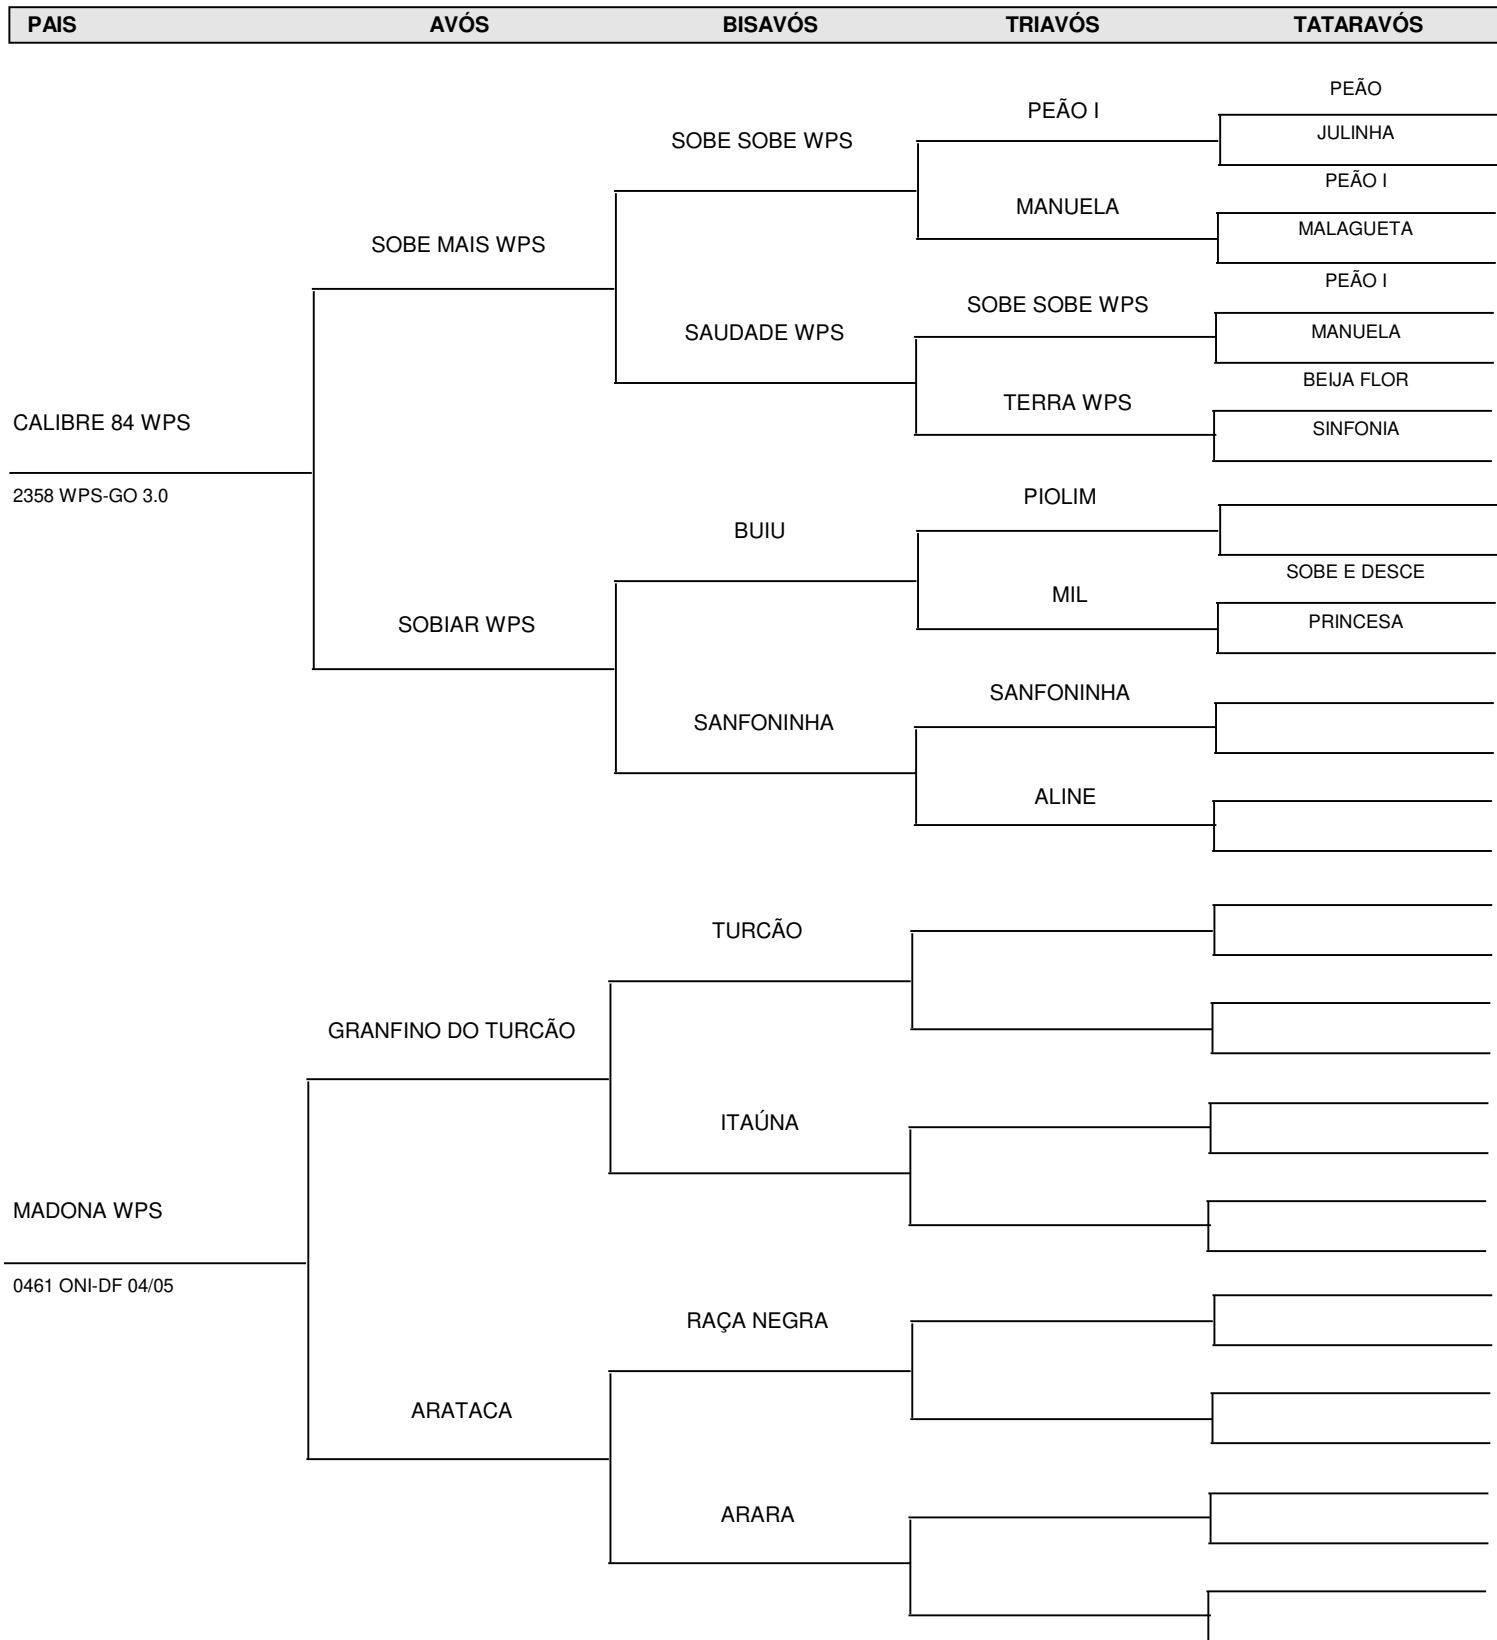 PAIS AVÓS BISAVÓS TRIAVÓS TATARAVÓS
PEÃO
PEÃO I
JULINHA
SOBE SOBE WPS
PEÃO I
MANUELA
MALAGUETA
SOBE MAIS WPS
PEÃO I
SOBE SOBE WPS
SAUDADE WPS
MANUELA
BEIJA FLOR
TERRA WPS
CALIBRE 84 WPS
SINFONIA
2358 WPS-GO 3.0
PIOLIM
BUIU
SOBE E DESCE
MIL
SOBIAR WPS
PRINCESA
SANFONINHA
SANFONINHA
ALINE
TURCÃO
GRANFINO DO TURCÃO
ITAÚNA
MADONA WPS
0461 ONI-DF 04/05
RAÇA NEGRA
ARATACA
ARARA